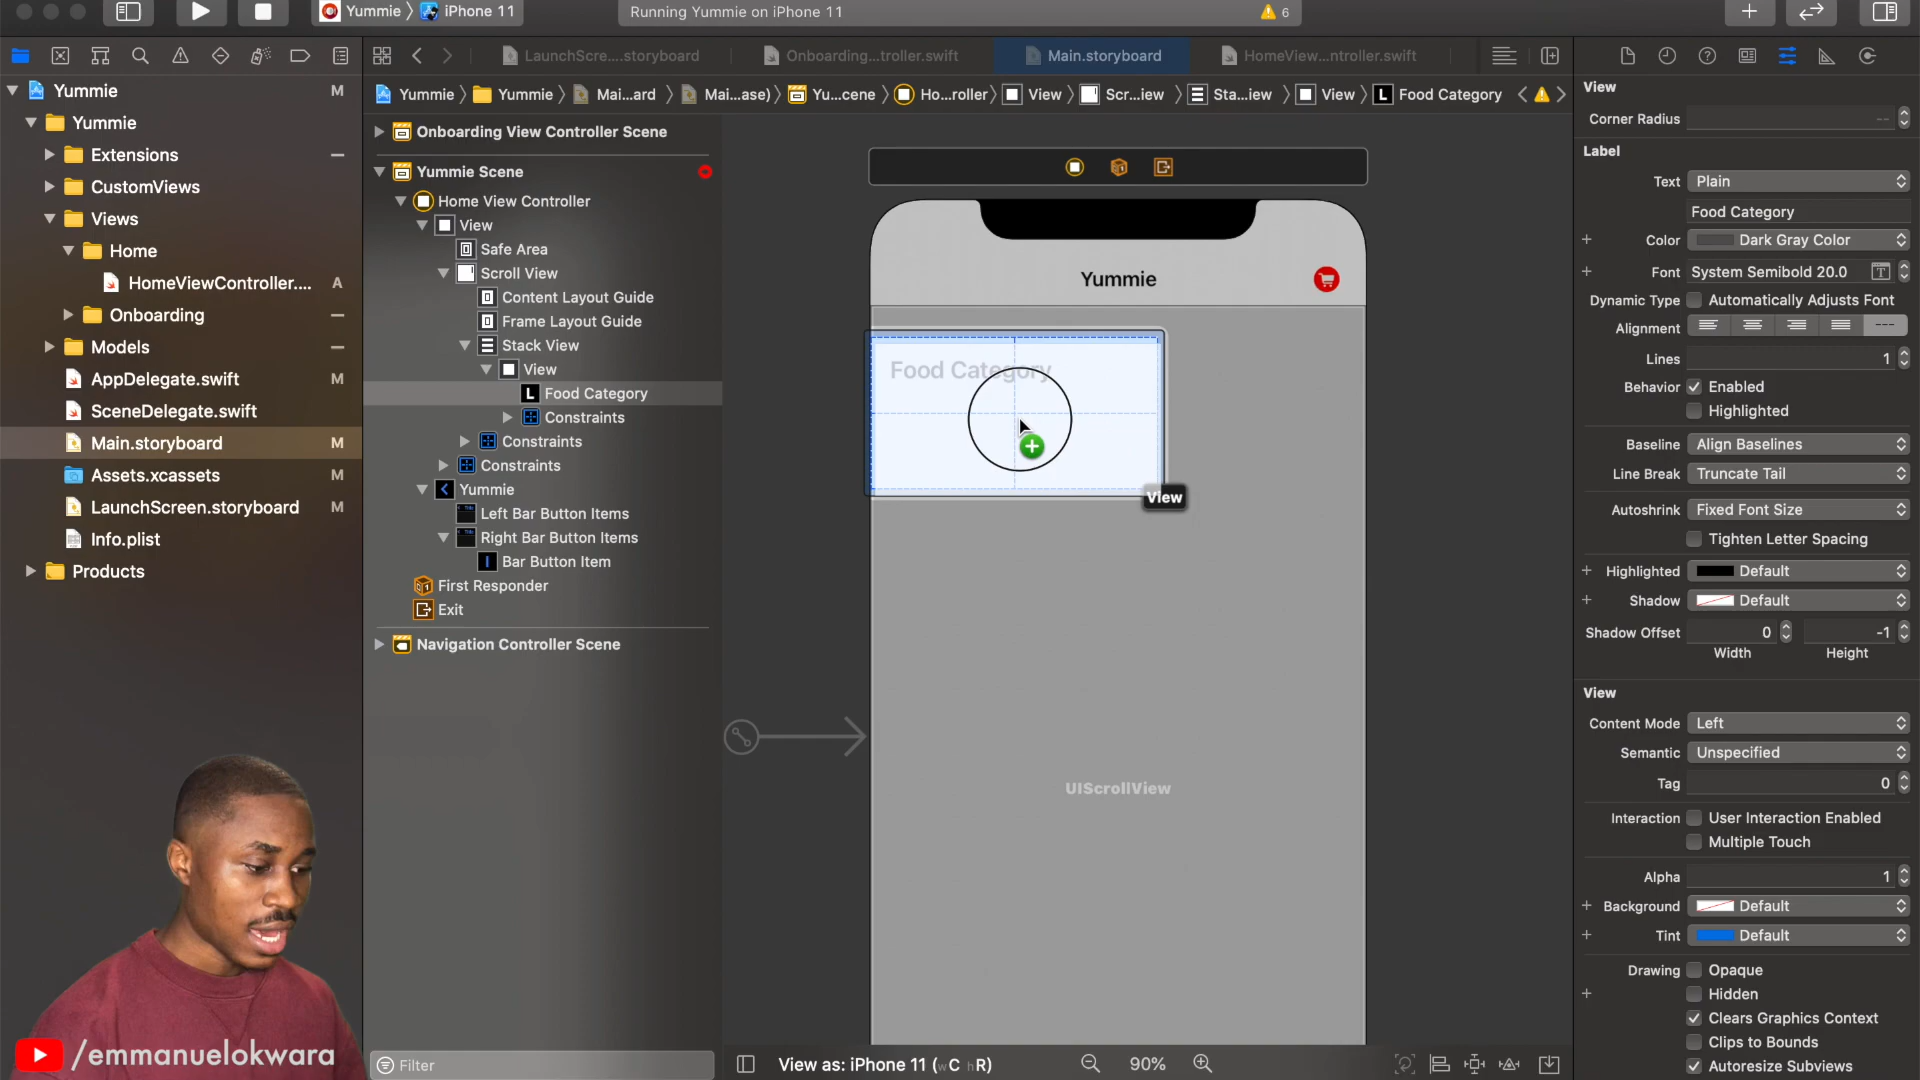 Yummie
iPhone 11
Running Yummie on iPhone 11
6
LaunchScre....storyboard
Onboarding...troller.swift
Main.storyboard
HomeView...ntroller.swift
Yummie
M
Yummie
Extensions
CustomViews
Views
Home
HomeViewController....
A
Onboarding
Models
AppDelegate.swift
M
SceneDelegate.swift
Main.storyboard
M
Assets.xcassets
LaunchScreen.storyboard
M
Info.plist
Products
Yummie
Yummie
Mai...ard
Mai...ase)
Yu...cene
Ho...roller
View
Scr...iew
Sta...iew
View
L
Food Category
Onboarding View Controller Scene
Yummie Scene
Home View Controller
View
Safe Area
Scroll View
Content Layout Guide
Frame Layout Guide
Stack View
View
L Food Category
Constraints
Constraints
Constraints
Yummie
Left Bar Button Items
Right Bar Button Items
Bar Button Item
First Responder
Exit
Navigation Controller Scene
Filter
Yummie
Food Category
View
UIScrollView
View as: iPhone 11 (wC hR)
90%
View
Corner Radius
Label
Text Plain
Food Category
Color Dark Gray Color
Font System Semibold 20.0
Dynamic Type Automatically Adjusts Font
Alignment
Lines 1
Behavior Enabled
Highlighted
Baseline Align Baselines
Line Break Truncate Tail
Autoshrink Fixed Font Size
Tighten Letter Spacing
Highlighted Default
Shadow Default
Shadow Offset 0 -1
Width Height
View
Content Mode Left
Semantic Unspecified
Tag 0
Interaction User Interaction Enabled
Multiple Touch
Alpha 1
Background Default
Tint Default
Drawing Opaque
Hidden
Clears Graphics Context
Clips to Bounds
Autoresize Subviews
/emmanuelokwara